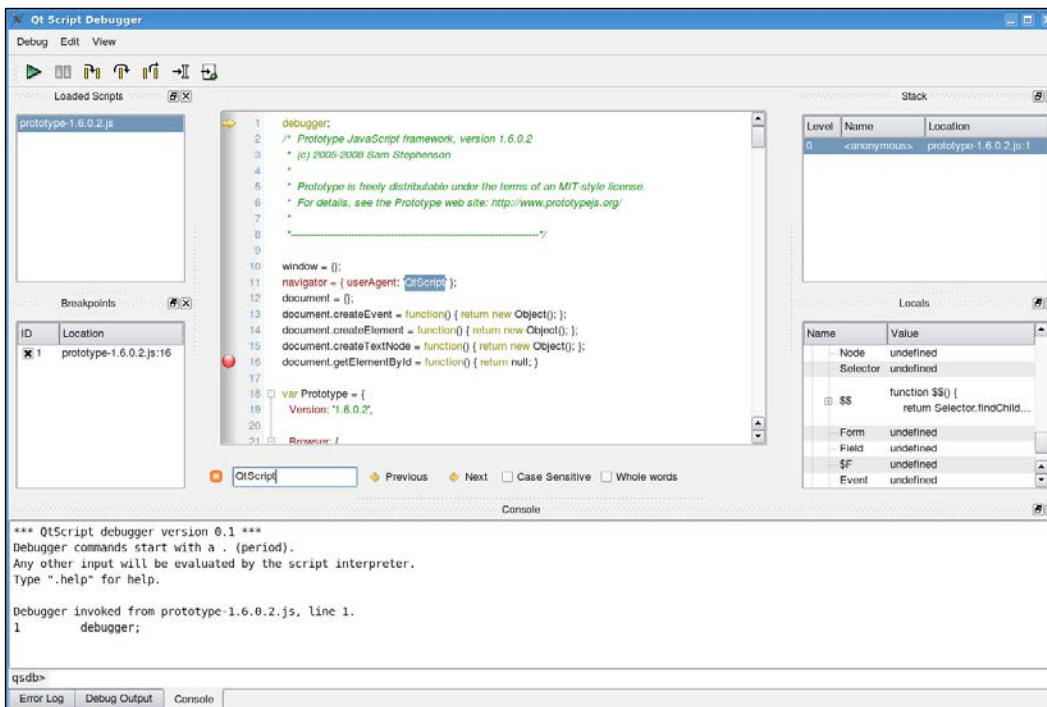 Qt Script Debugger
Debug Edit View
Loaded Scripts
prototype-1.6.0.2.js
Breakpoints
ID Location
1 prototype-1.6.0.2.js:16
1 debugger;
2 /* Prototype JavaScript framework, version 1.6.0.2
3 * (c) 2005-2008 Sam Stephenson
4 *
5 * Prototype is freely distributable under the terms of an MIT-style license.
6 * For details, see the Prototype web site: http://www.prototypejs.org/
7 *
8 *--------------------------------------------------------------------------*/
9
10 window = {};
11 navigator = { userAgent: 'QtScript' };
12 document = {};
13 document.createEvent = function() { return new Object(); };
14 document.createElement = function() { return new Object(); };
15 document.createTextNode = function() { return new Object(); };
16 document.getElementById = function() { return null; }
17
18 var Prototype = {
19 Version: '1.6.0.2',
20
21 Browser: {
QtScript Previous Next Case Sensitive Whole words
Stack
Level Name Location
0 <anonymous> prototype-1.6.0.2.js:1
Locals
Name Value
Node undefined
Selector undefined
$$ function $$() {
return Selector.findChild...
Form undefined
Field undefined
$F undefined
Event undefined
Console
*** QtScript debugger version 0.1 ***
Debugger commands start with a . (period).
Any other input will be evaluated by the script interpreter.
Type ".help" for help.
Debugger invoked from prototype-1.6.0.2.js, line 1.
1 debugger;
qsdb>
Error Log Debug Output Console